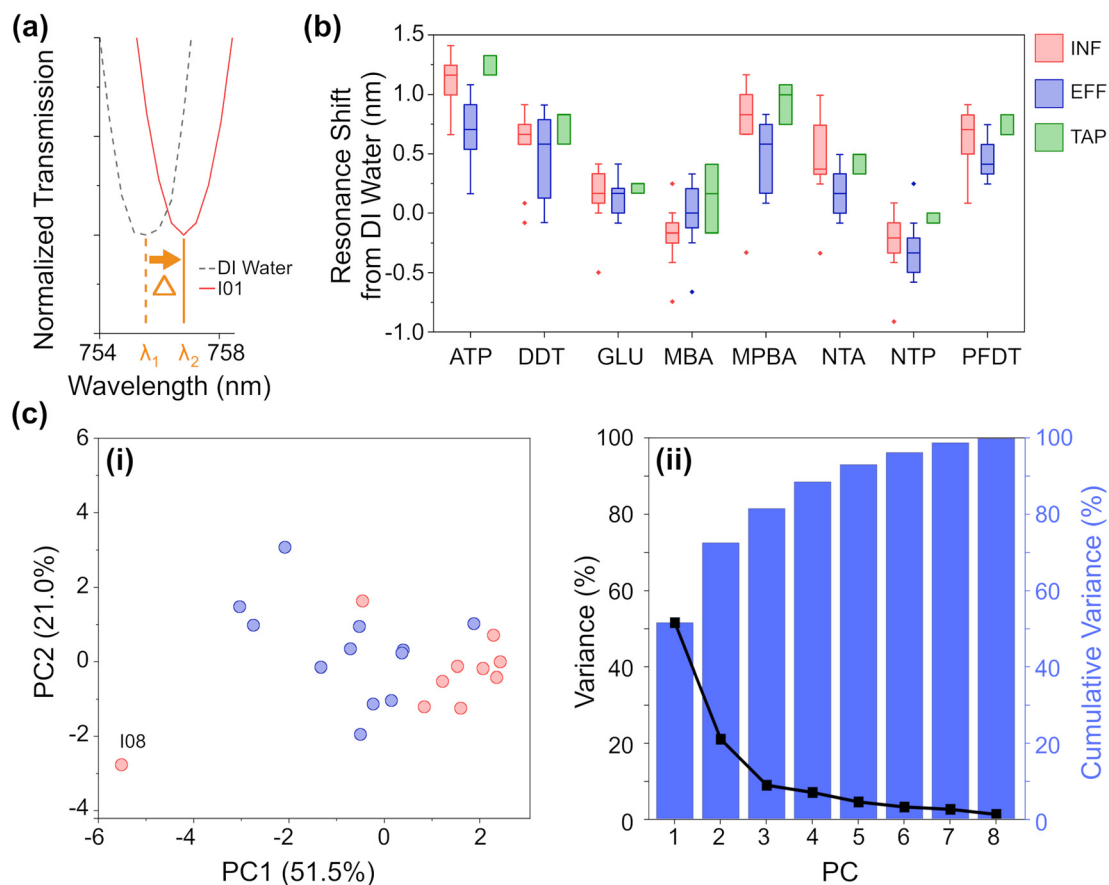 (a)
Normalized Transmission
DI Water
I01
Δ
754
λ1
λ2
758
Wavelength (nm)
(b)
Resonance Shift
from DI Water (nm)
1.5
1.0
0.5
0.0
-0.5
-1.0
ATP DDT GLU MBA MPBA NTA NTP PFDT
INF
EFF
TAP
(c)
(i)
PC2 (21.0%)
6
4
2
0
-2
-4
I08
-6 -4 -2 0 2
PC1 (51.5%)
(ii)
Variance (%)
100
80
60
40
20
0
1 2 3 4 5 6 7 8
PC
100
80
60
40
20
0
Cumulative Variance (%)